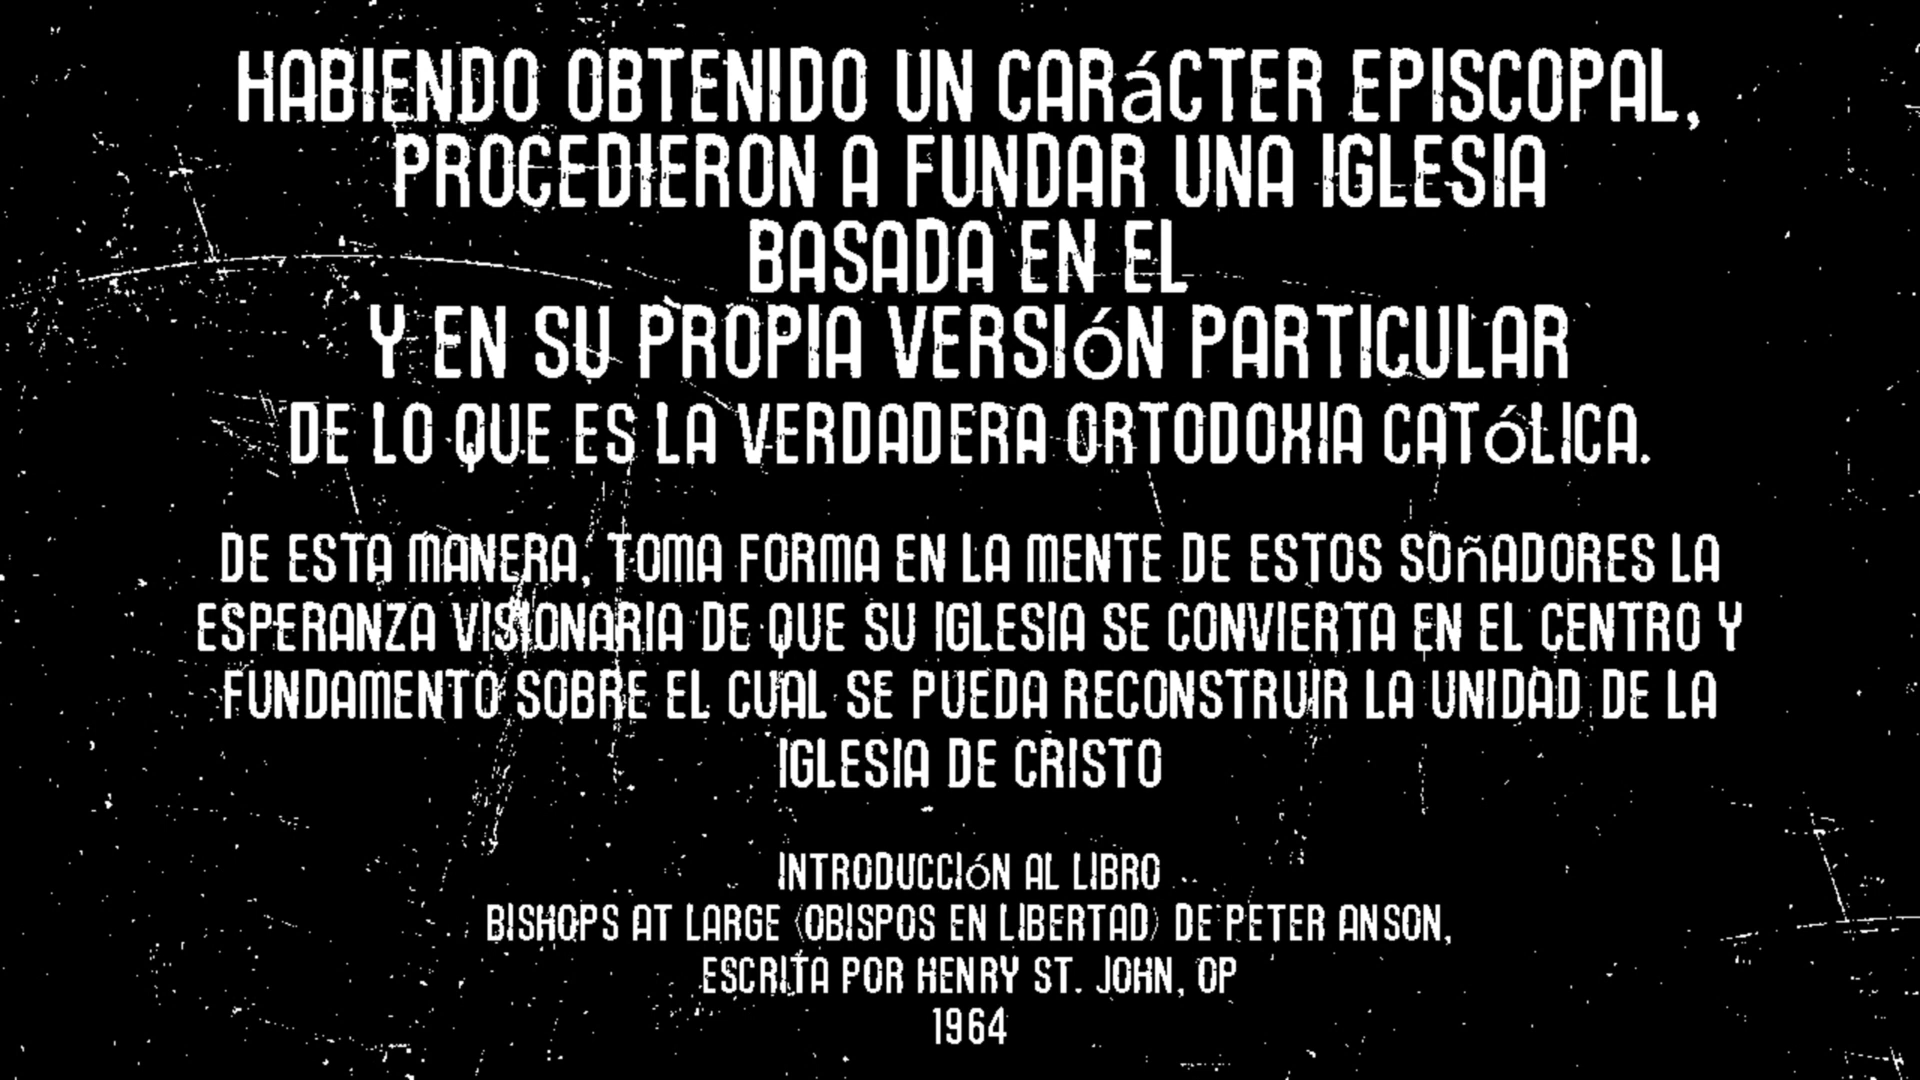 HABIENDO OBTENIDO UN CARáCTER EPISCOPAL,
PROCEDIERON A FUNDAR UNA IGLESIA
BASADA EN EL
Y EN SU PROPIA VERSIóN PARTICULAR
DE LO QUE ES LA VERDADERA ORTODOXIA CATóLICA.
DE ESTA MANERA, TOMA FORMA EN LA MENTE DE ESTOS SOñADORES LA
ESPERANZA VISIONARIA DE QUE SU IGLESIA SE CONVIERTA EN EL CENTRO Y
FUNDAMENTO SOBRE EL CUAL SE PUEDA RECONSTRUIR LA UNIDAD DE LA
IGLESIA DE CRISTO
INTRODUCCIóN AL LIBRO
BISHOPS AT LARGE (OBISPOS EN LIBERTAD) DE PETER ANSON,
ESCRITA POR HENRY ST. JOHN, OP
1964